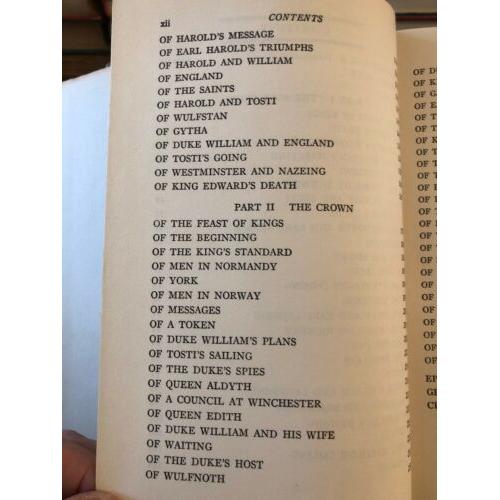 xii CONTENTS
OF HAROLD'S MESSAGE
OF EARL HAROLD'S TRIUMPHS
OF HAROLD AND WILLIAM
OF ENGLAND
OF THE SAINTS
OF HAROLD AND TOSTI
OF WULFSTAN
OF GYTHA
OF DUKE WILLIAM AND ENGLAND
OF TOSTI'S GOING
OF WESTMINSTER AND NAZEING
OF KING EDWARD'S DEATH
PART II THE CROWN
OF THE FEAST OF KINGS
OF THE BEGINNING
OF THE KING'S STANDARD
OF MEN IN NORMANDY
OF YORK
OF MEN IN NORWAY
OF MESSAGES
OF A TOKEN
OF DUKE WILLIAM'S PLANS
OF TOSTI'S SAILING
OF THE DUKE'S SPIES
OF QUEEN ALDYTH
OF A COUNCIL AT WINCHESTER
OF QUEEN EDITH
OF DUKE WILLIAM AND HIS WIFE
OF WAITING
OF THE DUKE'S HOST
OF WULFNOTH